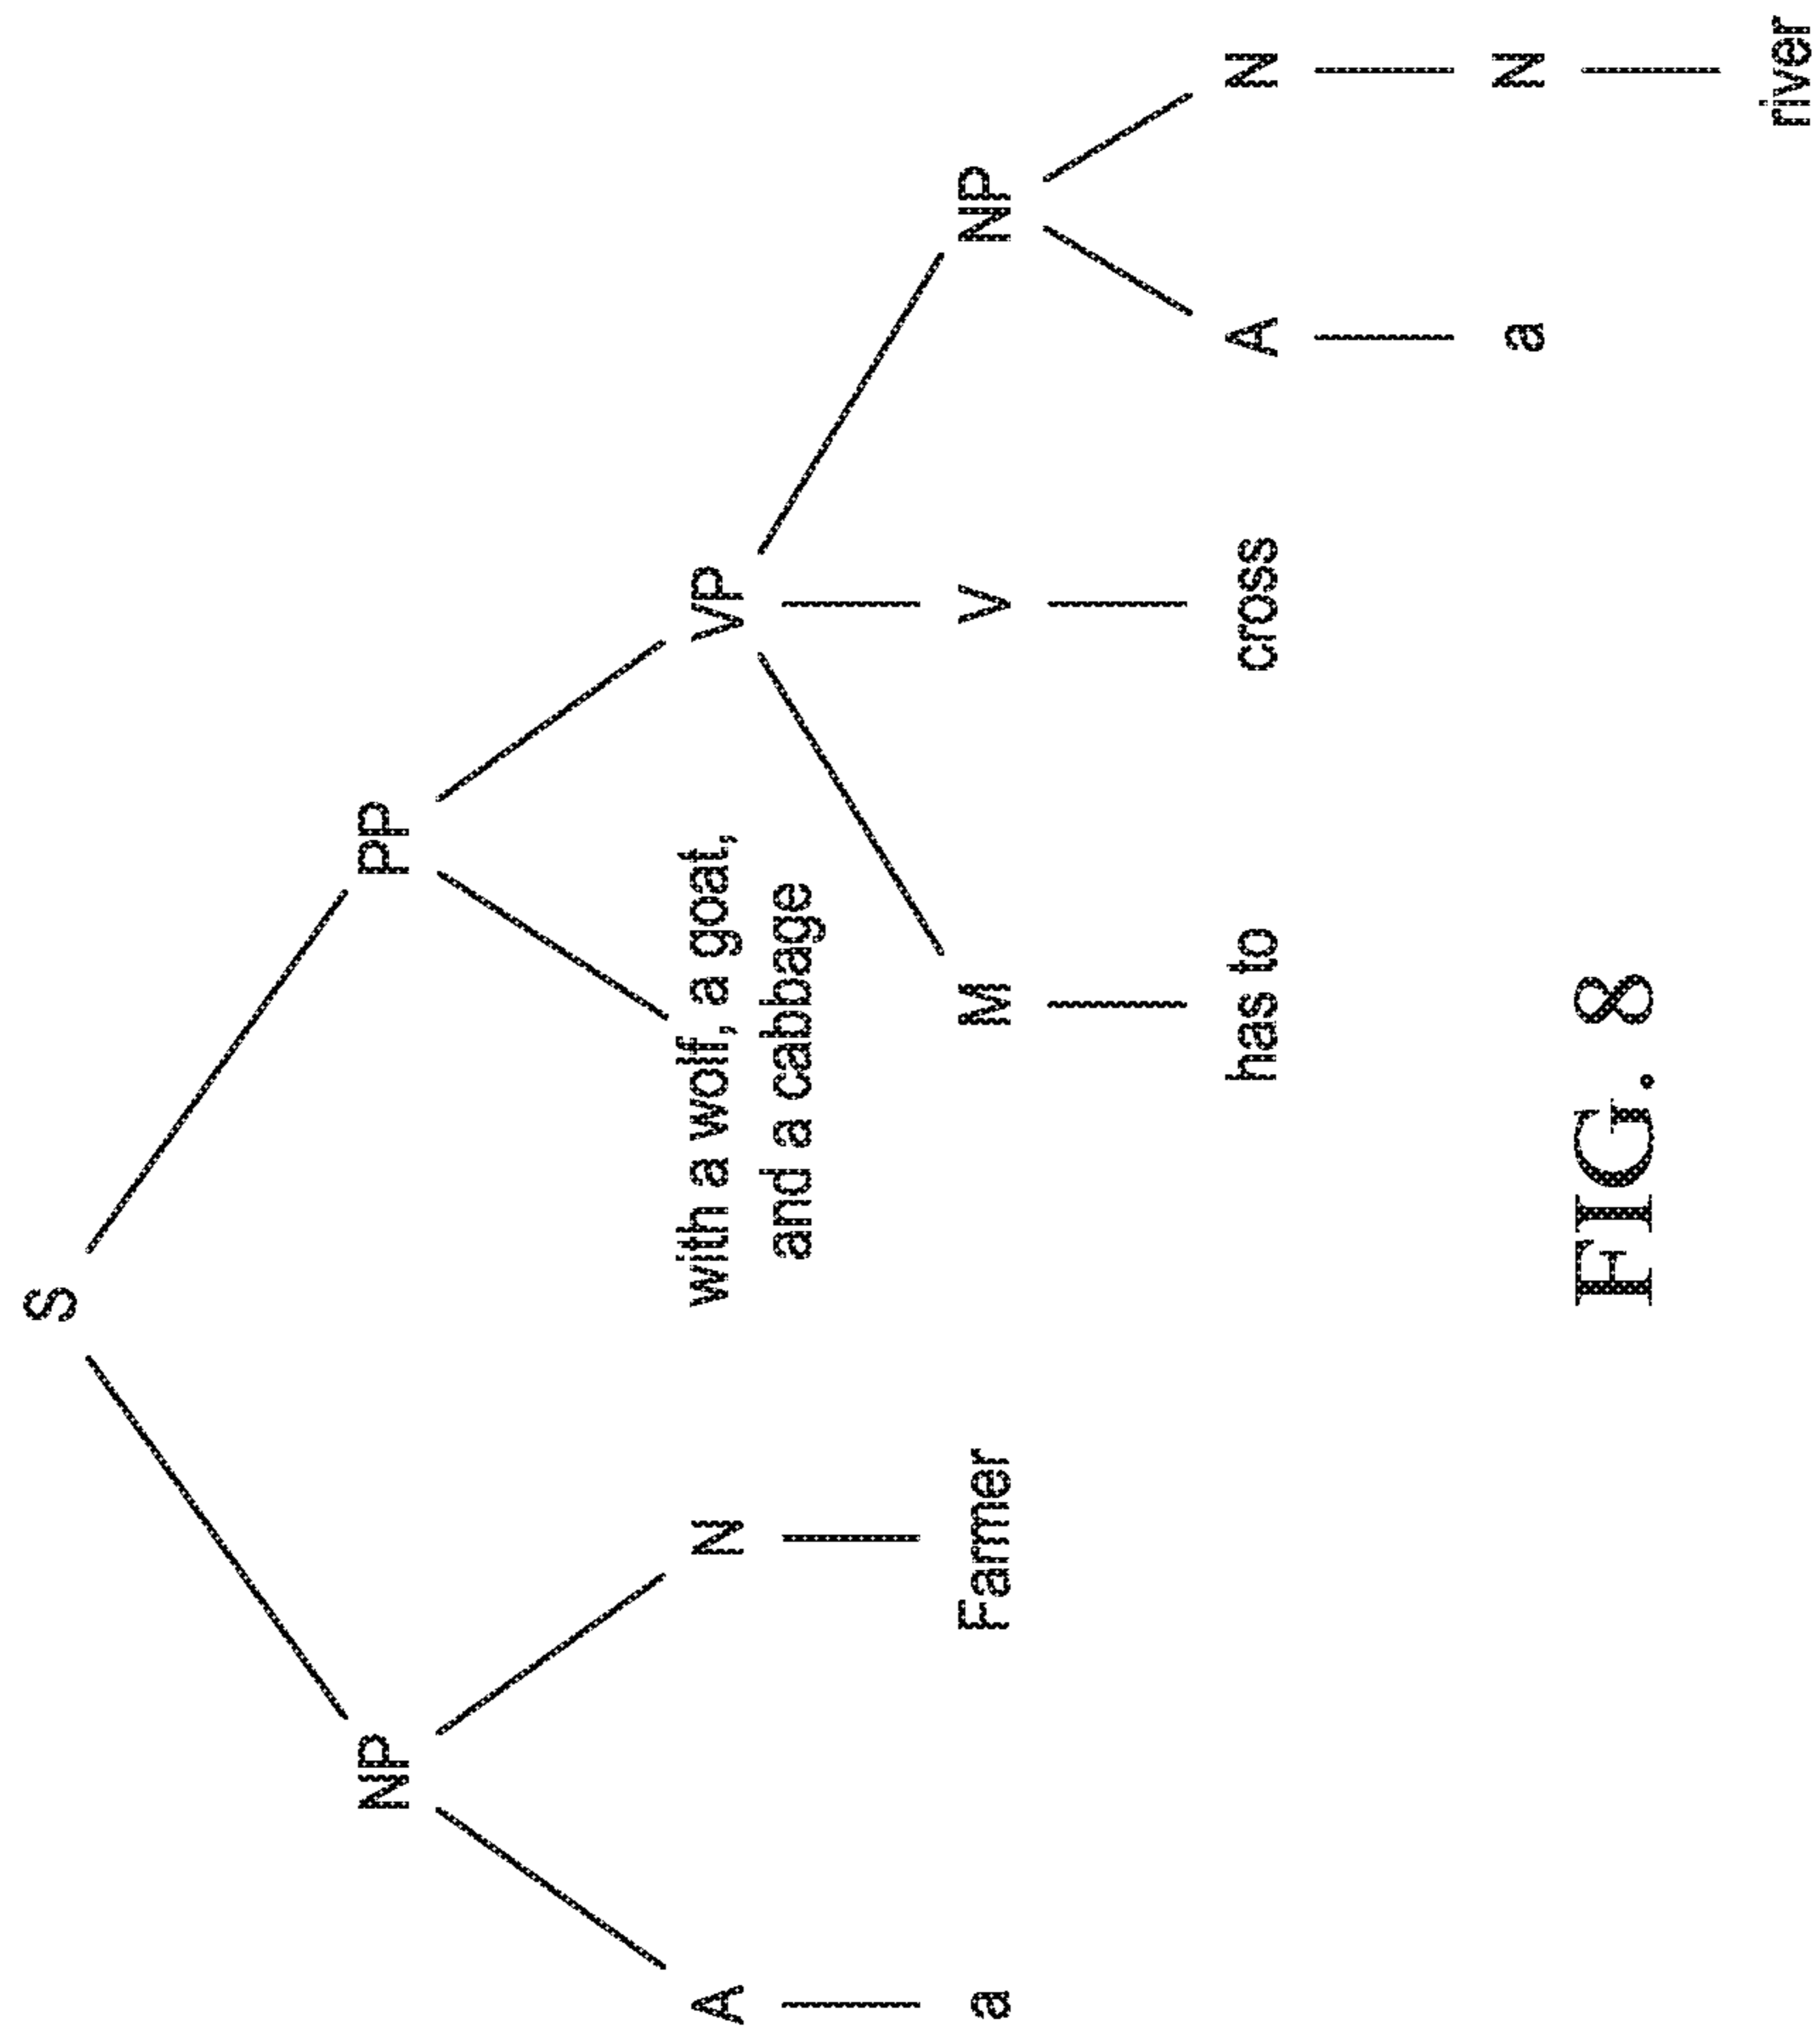 S
NP
PP
A
N
with a wolf, a goat,
and a cabbage
VP
a
Farmer
M
V
NP
has to
cross
A
N
a
N
river
FIG. 8